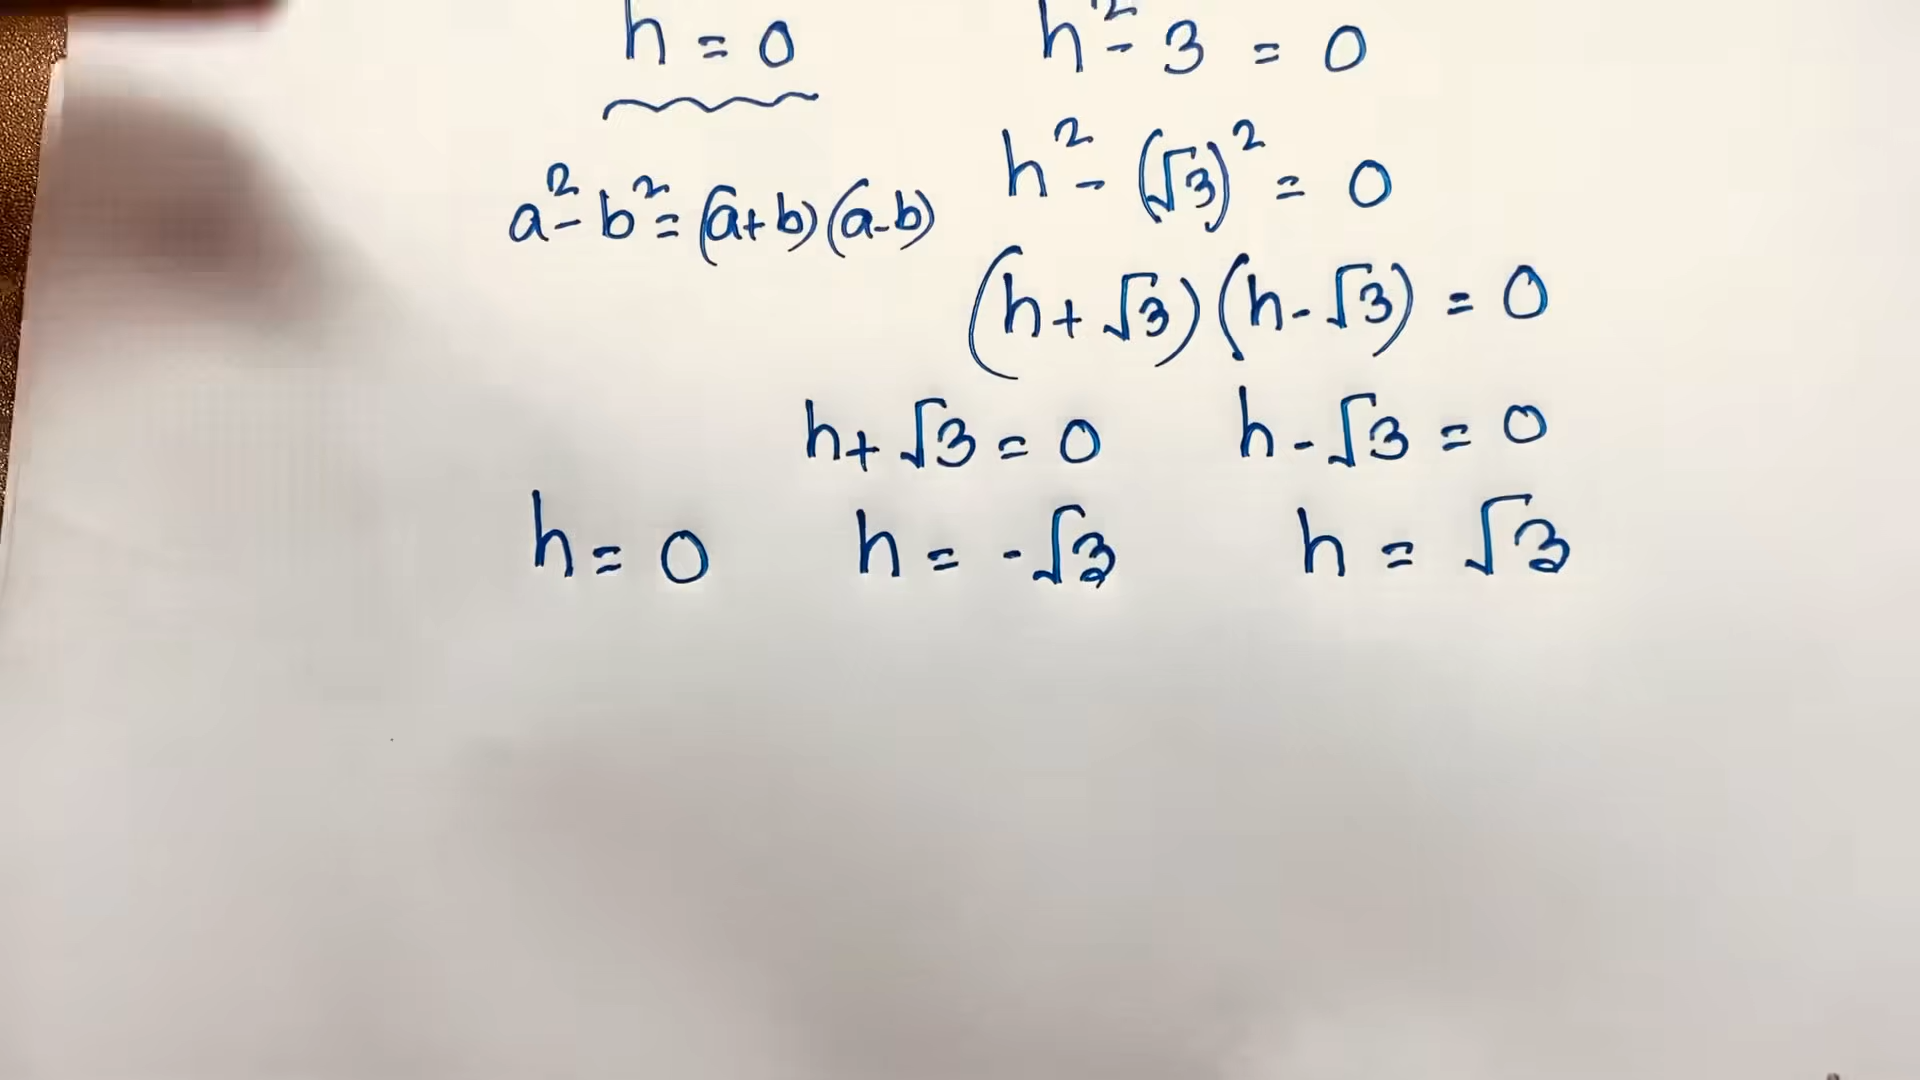 h = 0 h² - 3 = 0
h² - (√3)² = 0
a² - b² = (a+b)(a-b)
(h+√3)(h-√3) = 0
h+√3 = 0 h-√3 = 0
h = 0 h = -√3 h = √3